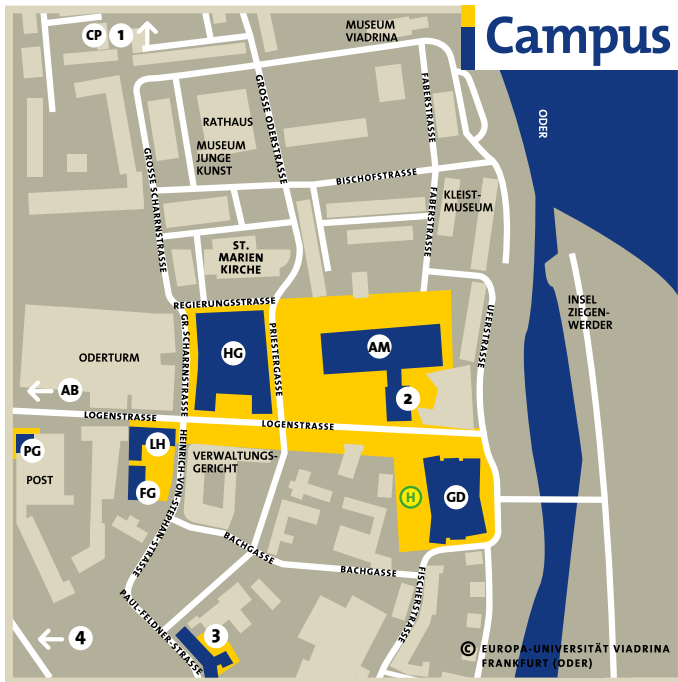 Campus
MUSEUM
VIADRINA
CP 1
ODER
GROSSE ODERSTRASSE
FABERSTRASSE
RATHAUS
MUSEUM
JUNGE
KUNST
GROSSE SCHARRNSTRASSE
BISCHOFSTRASSE
KLEIST-
MUSEUM
FABERSTRASSE
ST.
MARIEN
KIRCHE
INSEL
ZIEGEN-
WERDER
REGIERUNGSSTRASSE
GR. SCHARRNSTRASSE
PRIESTERGASSE
UFERSTRASSE
HG
AM
ODERTURM
AB
2
LOGENSTRASSE
LOGENSTRASSE
PG
LH
VERWALTUNGS-
GERICHT
POST
FG
HEINRICH-VON-STEPHAN-STRASSE
H
GD
BACHGASSE
BACHGASSE
FISCHERSTRASSE
PAUL-FELDNER-STRASSE
3
4
© EUROPA-UNIVERSITÄT VIADRINA
FRANKFURT (ODER)